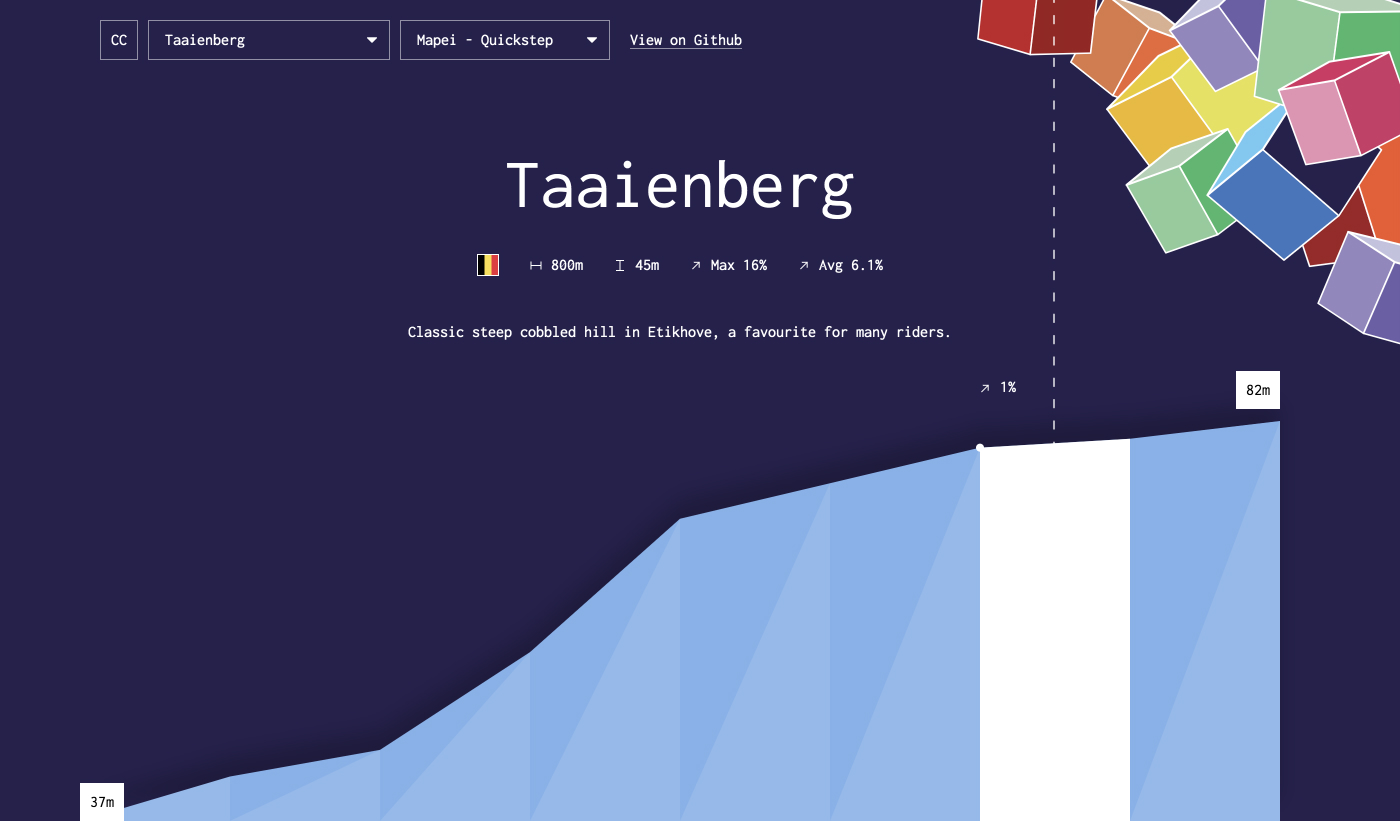 CC Taaienberg Mapei - Quickstep View on Github
Taaienberg
800m 45m Max 16% Avg 6.1%
Classic steep cobbled hill in Etikhove, a favourite for many riders.
1%
82m
37m